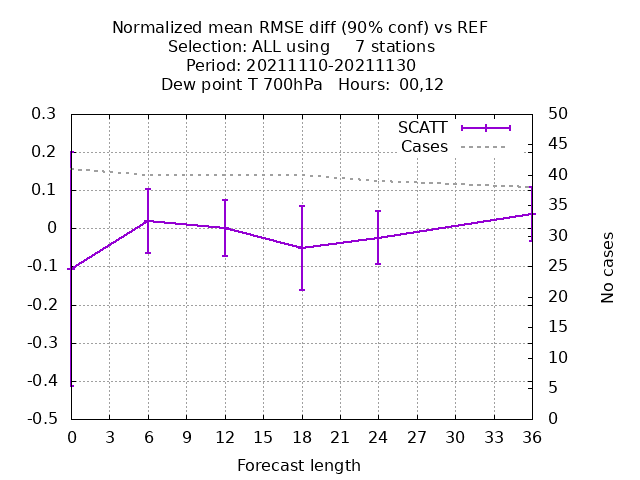 Normalized mean RMSE diff (90% conf) vs REF
Selection: ALL using     7 stations
Period: 20211110-20211130
Dew point T 700hPa   Hours:  00,12
SCATT
Cases
0.3
0.2
0.1
0
-0.1
-0.2
-0.3
-0.4
-0.5
50
45
40
35
30
25
20
15
10
5
0
No cases
0 3 6 9 12 15 18 21 24 27 30 33 36
Forecast length